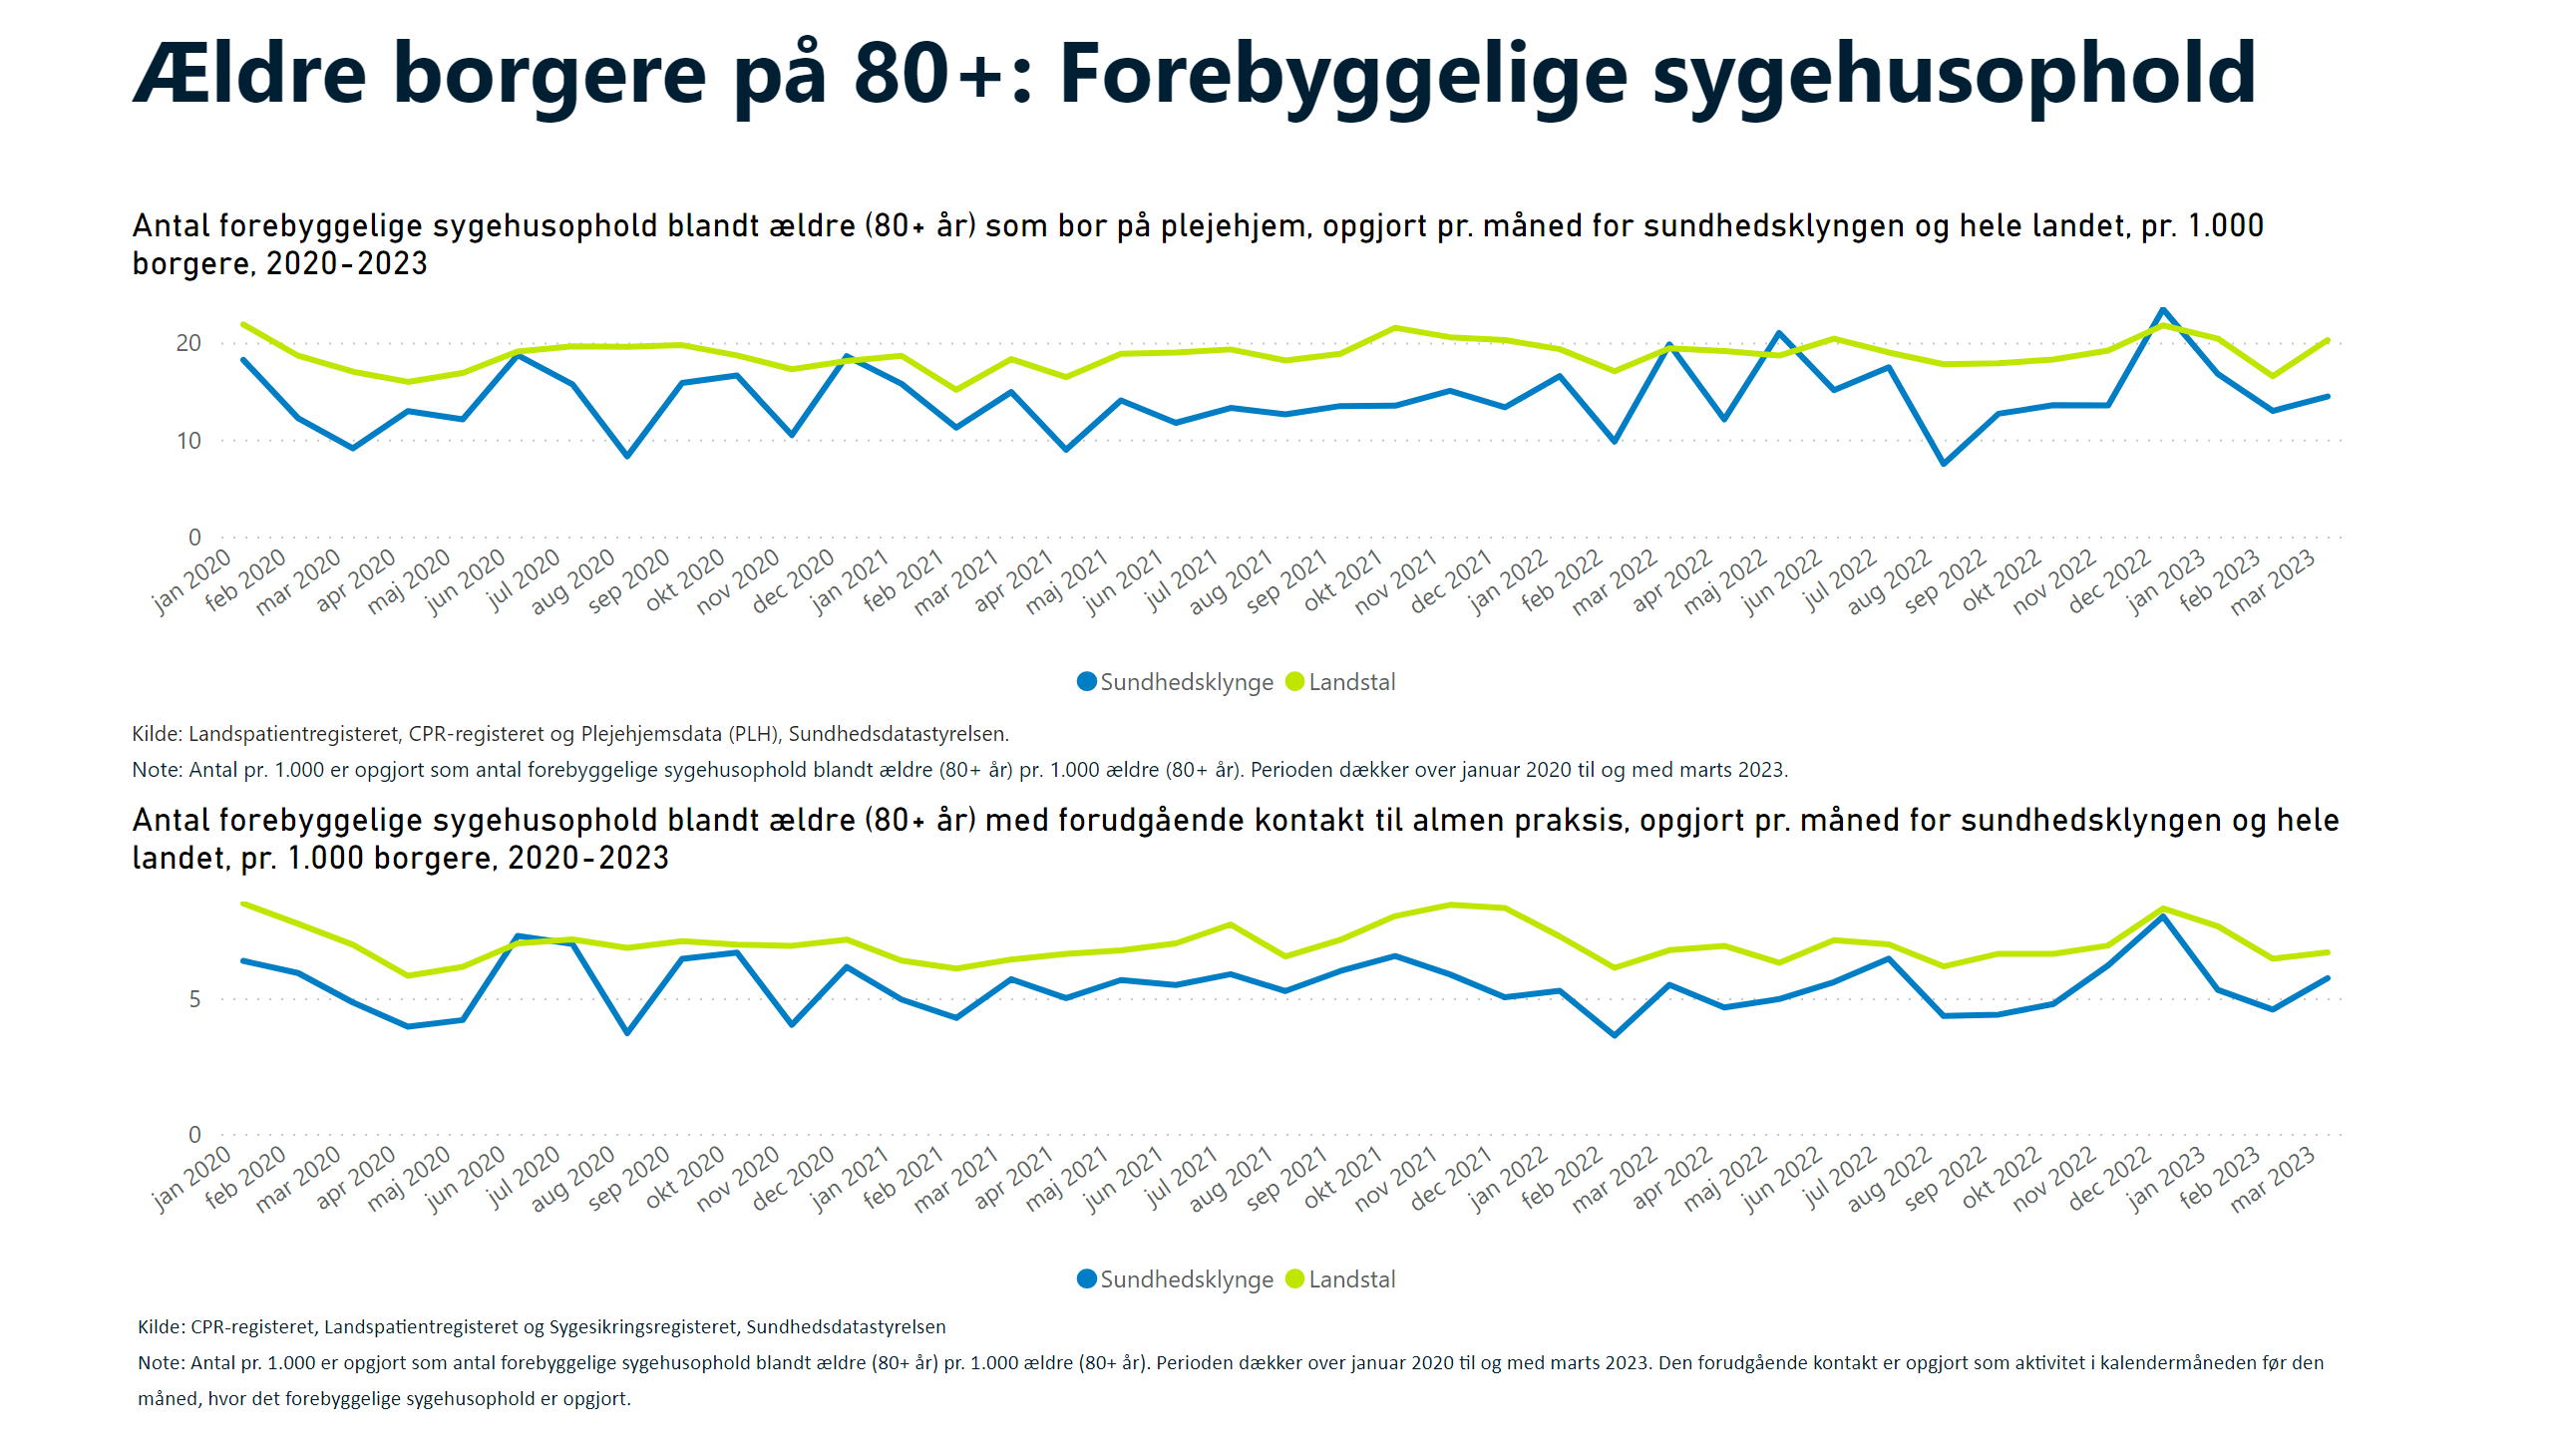 Ældre borgere på 80+: Forebyggelige sygehusophold
Antal forebyggelige sygehusophold blandt ældre (80+ år) som bor på plejehjem, opgjort pr. måned for sundhedsklyngen og hele landet, pr. 1.000
borgere, 2020-2023
20
10
0
jan 2020 feb 2020 mar 2020 apr 2020 maj 2020 jun 2020 jul 2020 aug 2020 sep 2020 okt 2020 nov 2020 dec 2020 jan 2021 feb 2021 mar 2021 apr 2021 maj 2021 jun 2021 jul 2021 aug 2021 sep 2021 okt 2021 nov 2021 dec 2021 jan 2022 feb 2022 mar 2022 apr 2022 maj 2022 jun 2022 jul 2022 aug 2022 sep 2022 okt 2022 nov 2022 dec 2022 jan 2023 feb 2023 mar 2023
Sundhedsklynge Landstal
Kilde: Landspatientregisteret, CPR-registeret og Plejehjemsdata (PLH), Sundhedsdatastyrelsen.
Note: Antal pr. 1.000 er opgjort som antal forebyggelige sygehusophold blandt ældre (80+ år) pr. 1.000 ældre (80+ år). Perioden dækker over januar 2020 til og med marts 2023.
Antal forebyggelige sygehusophold blandt ældre (80+ år) med forudgående kontakt til almen praksis, opgjort pr. måned for sundhedsklyngen og hele
landet, pr. 1.000 borgere, 2020-2023
5
0
jan 2020 feb 2020 mar 2020 apr 2020 maj 2020 jun 2020 jul 2020 aug 2020 sep 2020 okt 2020 nov 2020 dec 2020 jan 2021 feb 2021 mar 2021 apr 2021 maj 2021 jun 2021 jul 2021 aug 2021 sep 2021 okt 2021 nov 2021 dec 2021 jan 2022 feb 2022 mar 2022 apr 2022 maj 2022 jun 2022 jul 2022 aug 2022 sep 2022 okt 2022 nov 2022 dec 2022 jan 2023 feb 2023 mar 2023
Sundhedsklynge Landstal
Kilde: CPR-registeret, Landspatientregisteret og Sygesikringsregisteret, Sundhedsdatastyrelsen
Note: Antal pr. 1.000 er opgjort som antal forebyggelige sygehusophold blandt ældre (80+ år) pr. 1.000 ældre (80+ år). Perioden dækker over januar 2020 til og med marts 2023. Den forudgående kontakt er opgjort som aktivitet i kalendermåneden før den
måned, hvor det forebyggelige sygehusophold er opgjort.